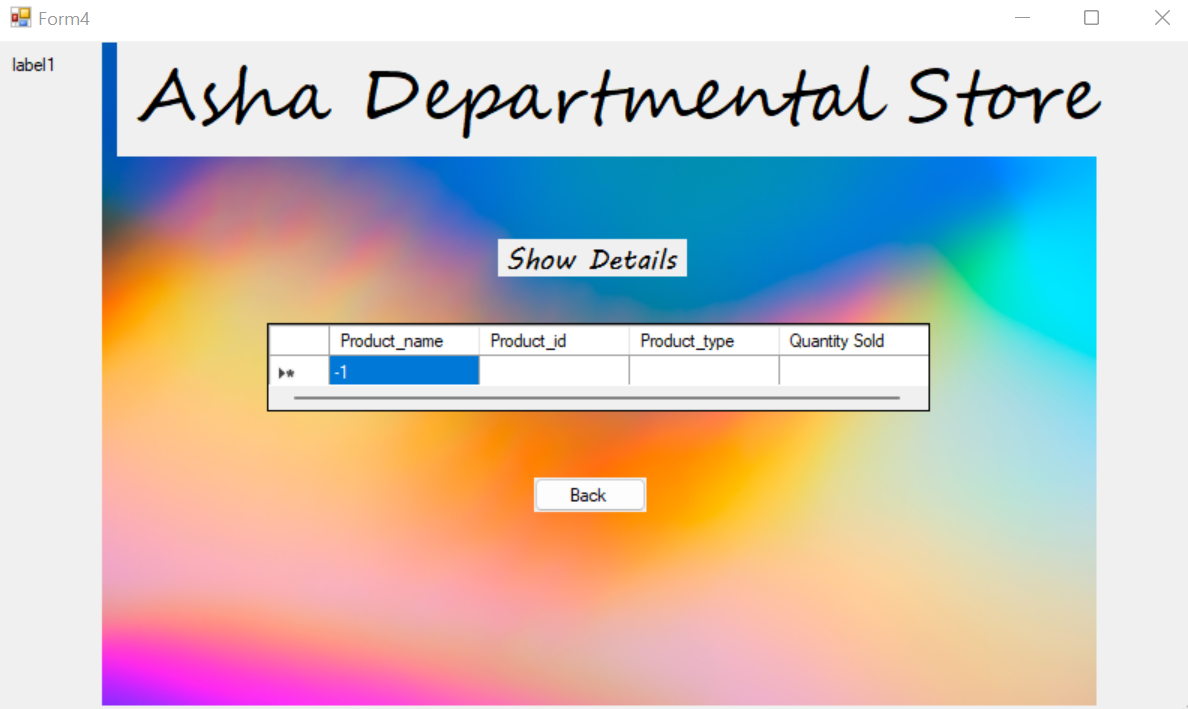 Form4
label1
Asha Departmental Store
Show Details
Product_name Product_id Product_type Quantity Sold
-1
Back